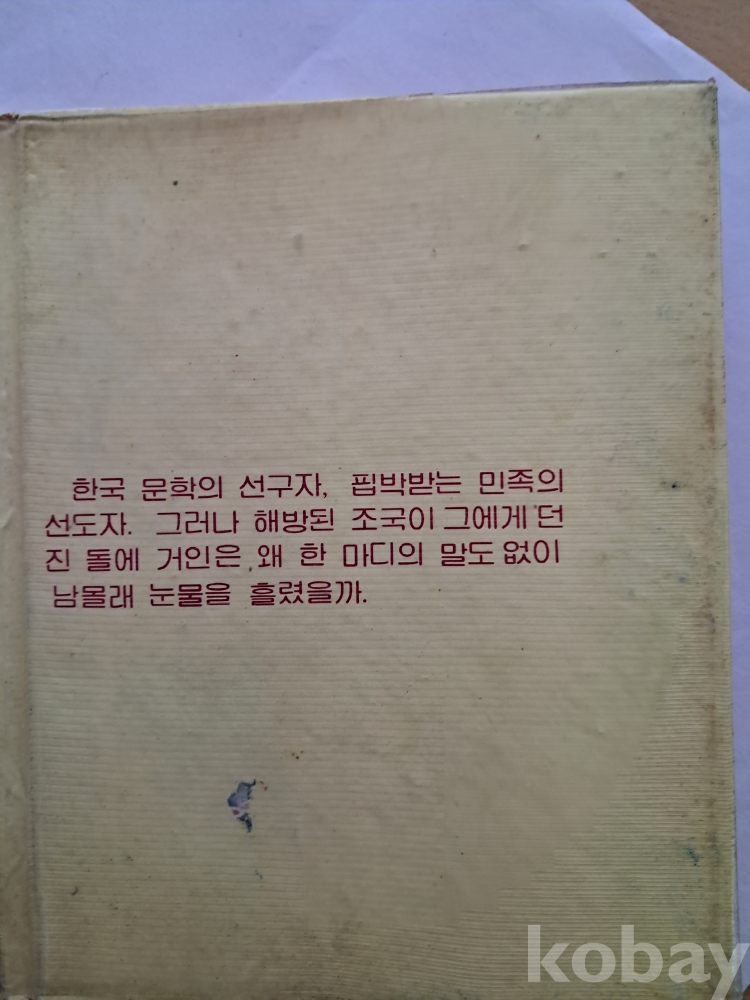 한국 문학의 선구자, 핍박받는 민족의
선도자. 그러나 해방된 조국이 그에게 던
진 돌에 거인은 왜 한 마디의 말도 없이
남몰래 눈물을 흘렸을까.
kobay